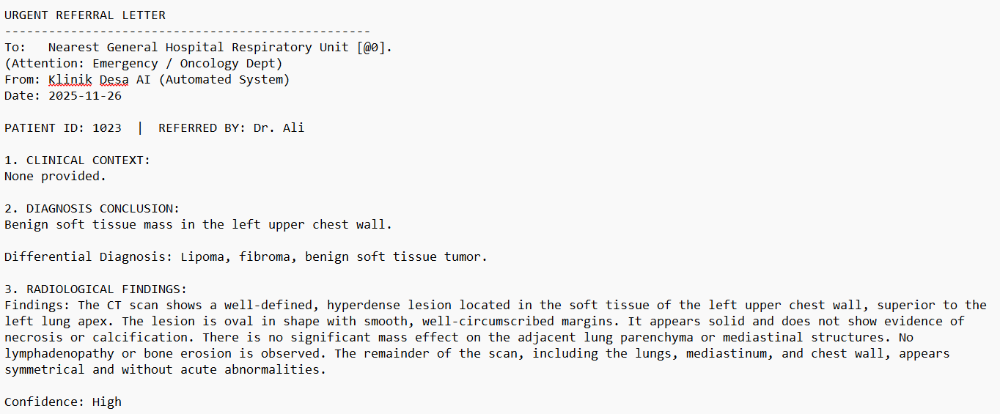 URGENT REFERRAL LETTER
--------------------------------------------------
To:   Nearest General Hospital Respiratory Unit [@0].
(Attention: Emergency / Oncology Dept)
From: Klinik Desa AI (Automated System)
Date: 2025-11-26
PATIENT ID: 1023  |  REFERRED BY: Dr. Ali
1. CLINICAL CONTEXT:
None provided.
2. DIAGNOSIS CONCLUSION:
Benign soft tissue mass in the left upper chest wall.
Differential Diagnosis: Lipoma, fibroma, benign soft tissue tumor.
3. RADIOLOGICAL FINDINGS:
Findings: The CT scan shows a well-defined, hyperdense lesion located in the soft tissue of the left upper chest wall, superior to the
left lung apex. The lesion is oval in shape with smooth, well-circumscribed margins. It appears solid and does not show evidence of
necrosis or calcification. There is no significant mass effect on the adjacent lung parenchyma or mediastinal structures. No
lymphadenopathy or bone erosion is observed. The remainder of the scan, including the lungs, mediastinum, and chest wall, appears
symmetrical and without acute abnormalities.
Confidence: High